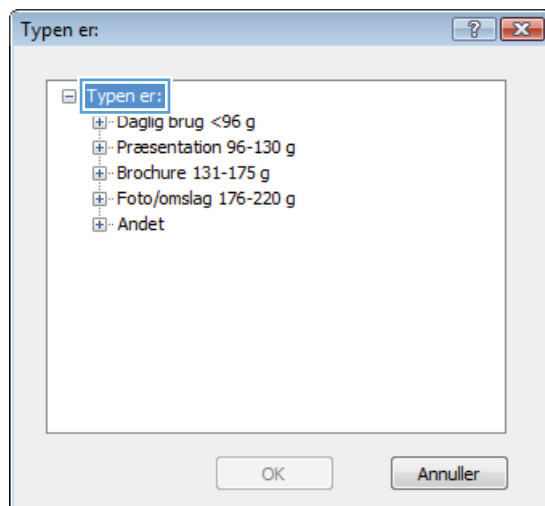 Typen er:
Typen er:
Daglig brug <96 g
Præsentation 96-130 g
Brochure 131-175 g
Foto/omslag 176-220 g
Andet
OK
Annuller